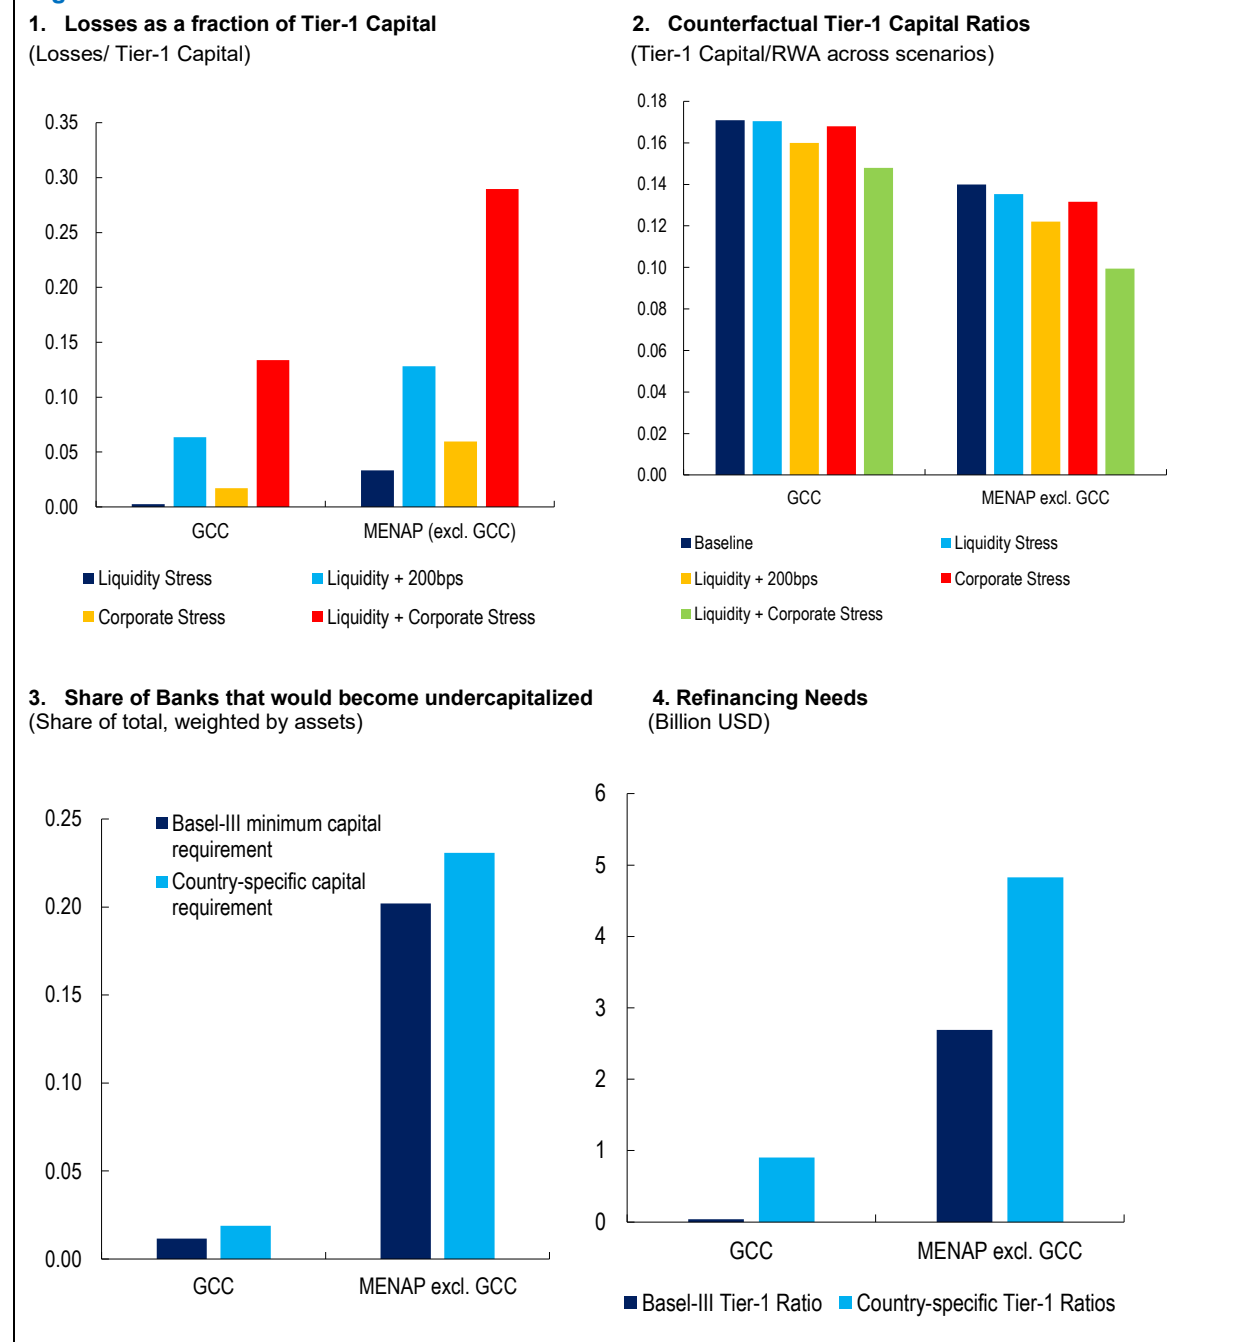 1. Losses as a fraction of Tier-1 Capital
(Losses/ Tier-1 Capital)
0.35
0.30
0.25
0.20
0.15
0.10
0.05
0.00
GCC MENAP (excl. GCC)
Liquidity Stress Liquidity + 200bps
Corporate Stress Liquidity + Corporate Stress
2. Counterfactual Tier-1 Capital Ratios
(Tier-1 Capital/RWA across scenarios)
0.18
0.16
0.14
0.12
0.10
0.08
0.06
0.04
0.02
0.00
GCC MENAP excl. GCC
Baseline Liquidity Stress
Liquidity + 200bps Corporate Stress
Liquidity + Corporate Stress
3. Share of Banks that would become undercapitalized
(Share of total, weighted by assets)
0.25
0.20
0.15
0.10
0.05
0.00
Basel-III minimum capital
requirement
Country-specific capital
requirement
GCC MENAP excl. GCC
4. Refinancing Needs
(Billion USD)
6
5
4
3
2
1
0
GCC MENAP excl. GCC
Basel-III Tier-1 Ratio Country-specific Tier-1 Ratios